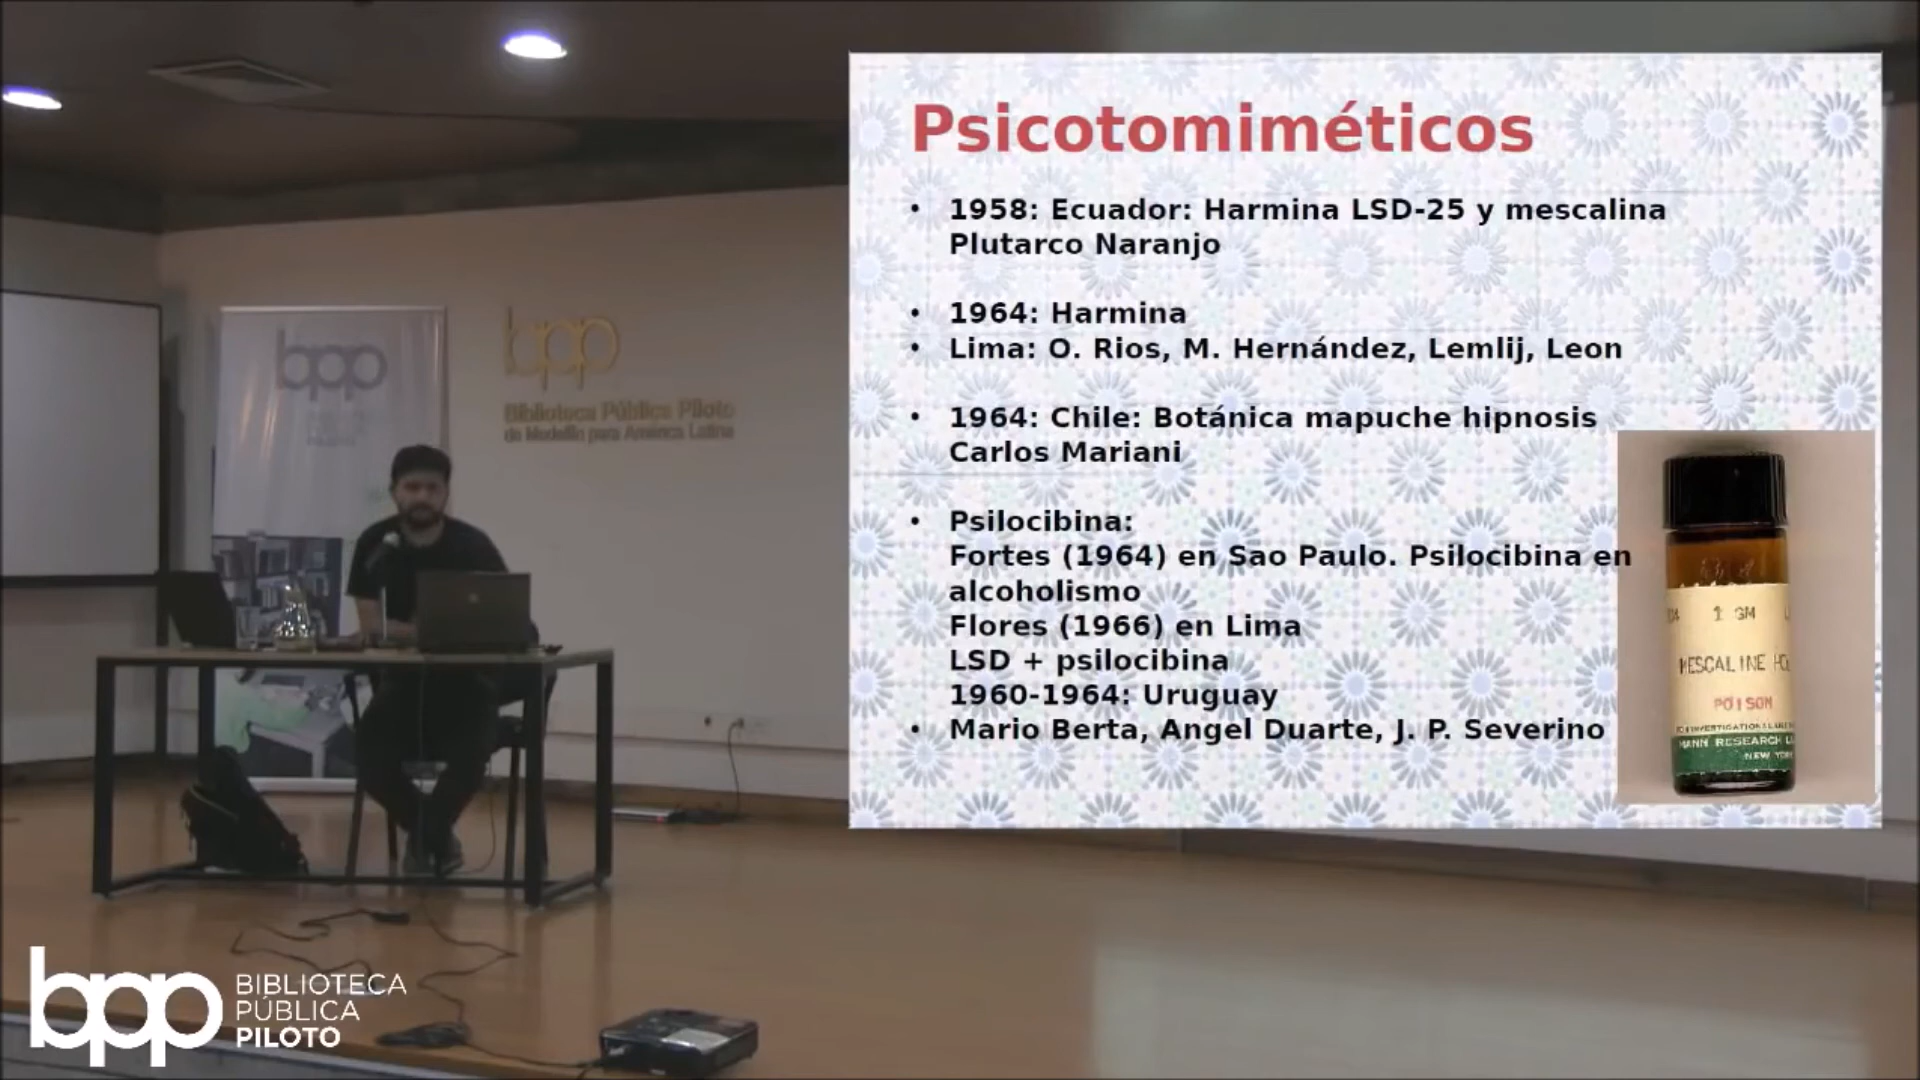 Psicotomiméticos
• 1958: Ecuador: Harmina LSD-25 y mescalina
Plutarco Naranjo
• 1964: Harmina
• Lima: O. Rios, M. Hernández, Lemlij, Leon
• 1964: Chile: Botánica mapuche hipnosis
Carlos Mariani
• Psilocibina:
Fortes (1964) en Sao Paulo. Psilocibina en
alcoholismo
Flores (1966) en Lima
LSD + psilocibina
1960-1964: Uruguay
• Mario Berta, Angel Duarte, J. P. Severino
1 GM
MESCALINE HCL
POISON
MANN RESEARCH L
NEW YORK
bpp
bpp
Biblioteca Pública Piloto
de Medellín para América Latina
bpp
BIBLIOTECA
PÚBLICA
PILOTO